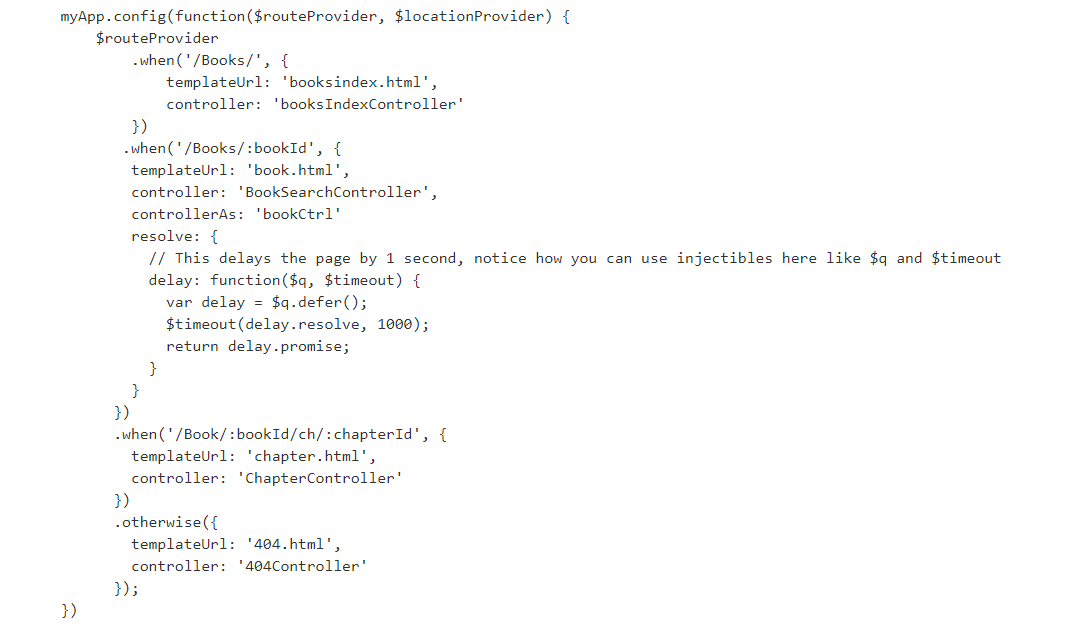 myApp.config(function($routeProvider, $locationProvider) {
    $routeProvider
        .when('/Books/', {
            templateUrl: 'booksindex.html',
            controller: 'booksIndexController'
        })
       .when('/Books/:bookId', {
        templateUrl: 'book.html',
        controller: 'BookSearchController',
        controllerAs: 'bookCtrl'
        resolve: {
          // This delays the page by 1 second, notice how you can use injectibles here like $q and $timeout
          delay: function($q, $timeout) {
            var delay = $q.defer();
            $timeout(delay.resolve, 1000);
            return delay.promise;
          }
        }
      })
      .when('/Book/:bookId/ch/:chapterId', {
        templateUrl: 'chapter.html',
        controller: 'ChapterController'
      })
      .otherwise({
        templateUrl: '404.html',
        controller: '404Controller'
      });
})